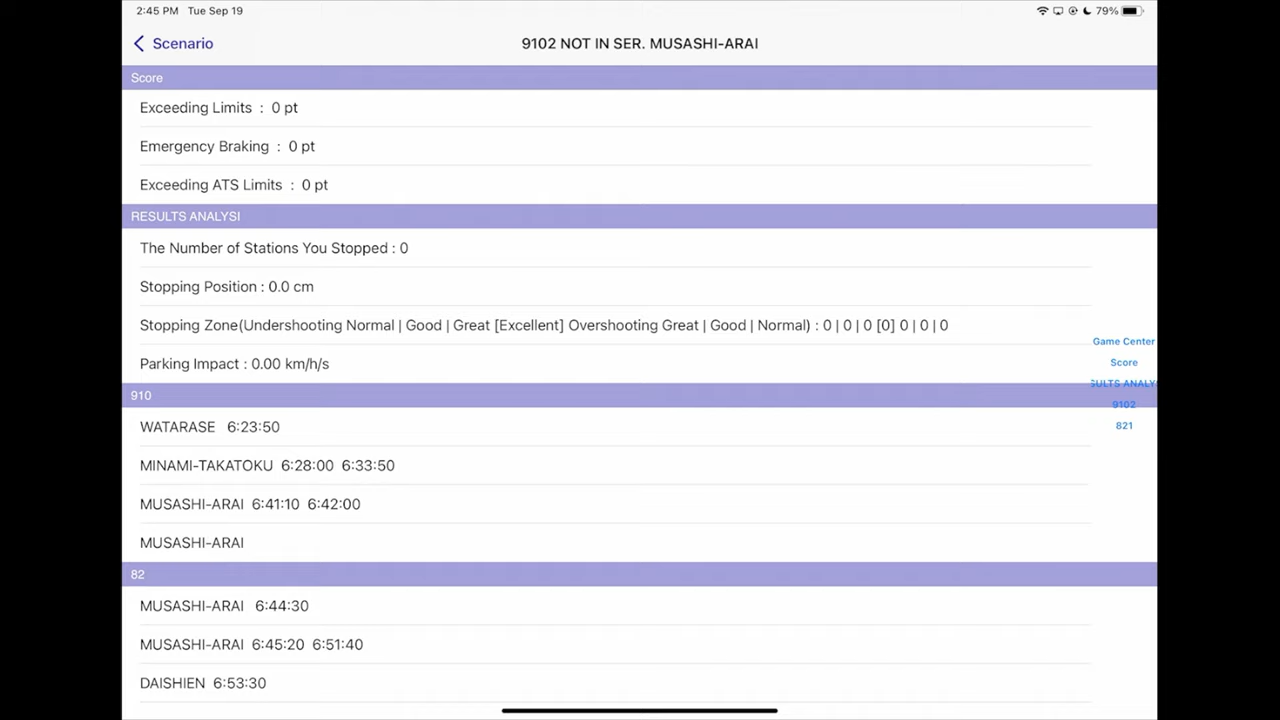 2:45 PM Tue Sep 19
79%
Scenario
9102 NOT IN SER. MUSASHI-ARAI
Score
Exceeding Limits : 0 pt
Emergency Braking : 0 pt
Exceeding ATS Limits : 0 pt
RESULTS ANALYSI
The Number of Stations You Stopped : 0
Stopping Position : 0.0 cm
Stopping Zone(Undershooting Normal | Good | Great [Excellent] Overshooting Great | Good | Normal) : 0 | 0 | 0 [0] 0 | 0 | 0
Parking Impact : 0.00 km/h/s
910
WATARASE 6:23:50
MINAMI-TAKATOKU 6:28:00 6:33:50
MUSASHI-ARAI 6:41:10 6:42:00
MUSASHI-ARAI
82
MUSASHI-ARAI 6:44:30
MUSASHI-ARAI 6:45:20 6:51:40
DAISHIEN 6:53:30
Game Center
Score
SULTS ANALY
9102
821